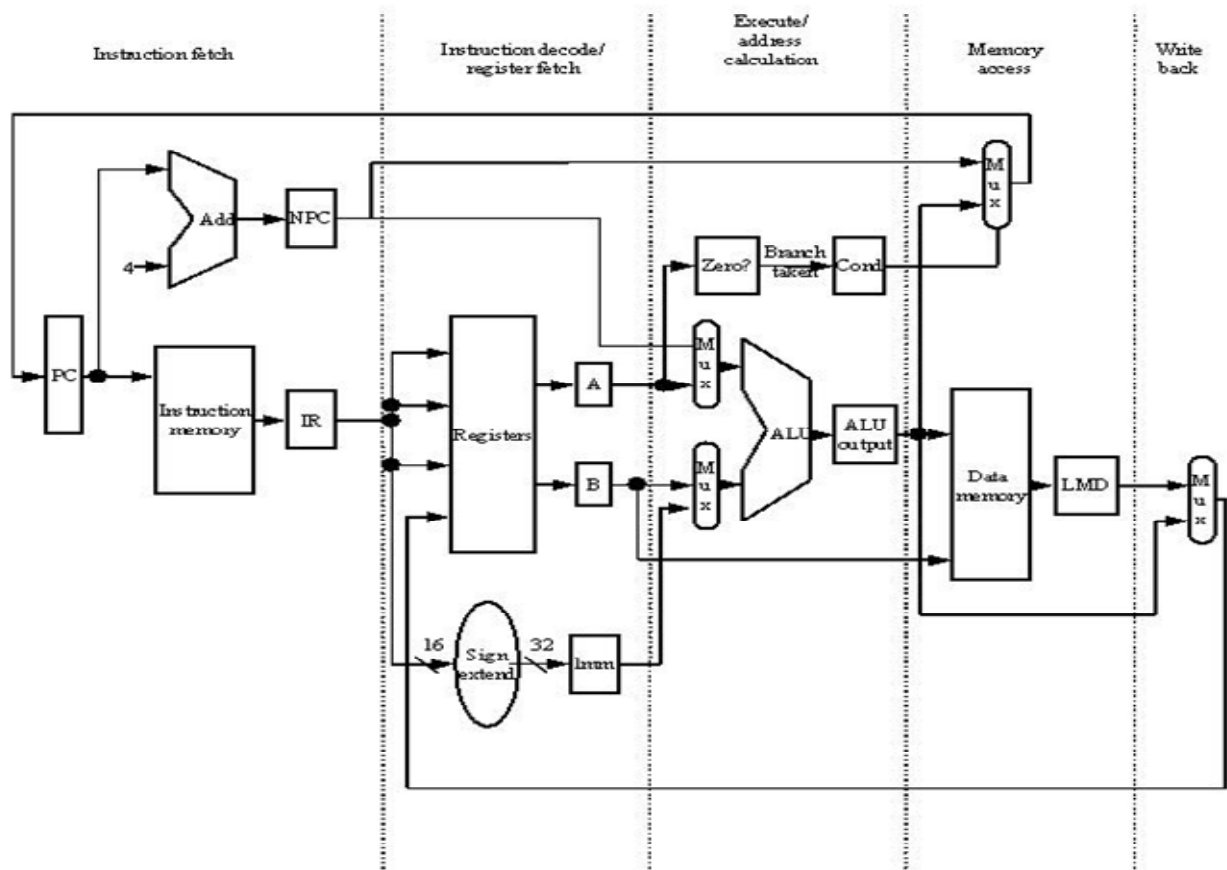 Instruction fetch
Instruction decode/
register fetch
Execute/
address
calculation
Memory
access
Write
back
M
u
x
Add
NPC
4
Zero?
Branch
taken
Cond
PC
Instruction
memory
IR
Registers
A
B
M
u
x
M
u
x
ALU
ALU
output
Data
memory
LMD
M
u
x
16
Sign
extend
32
Imm